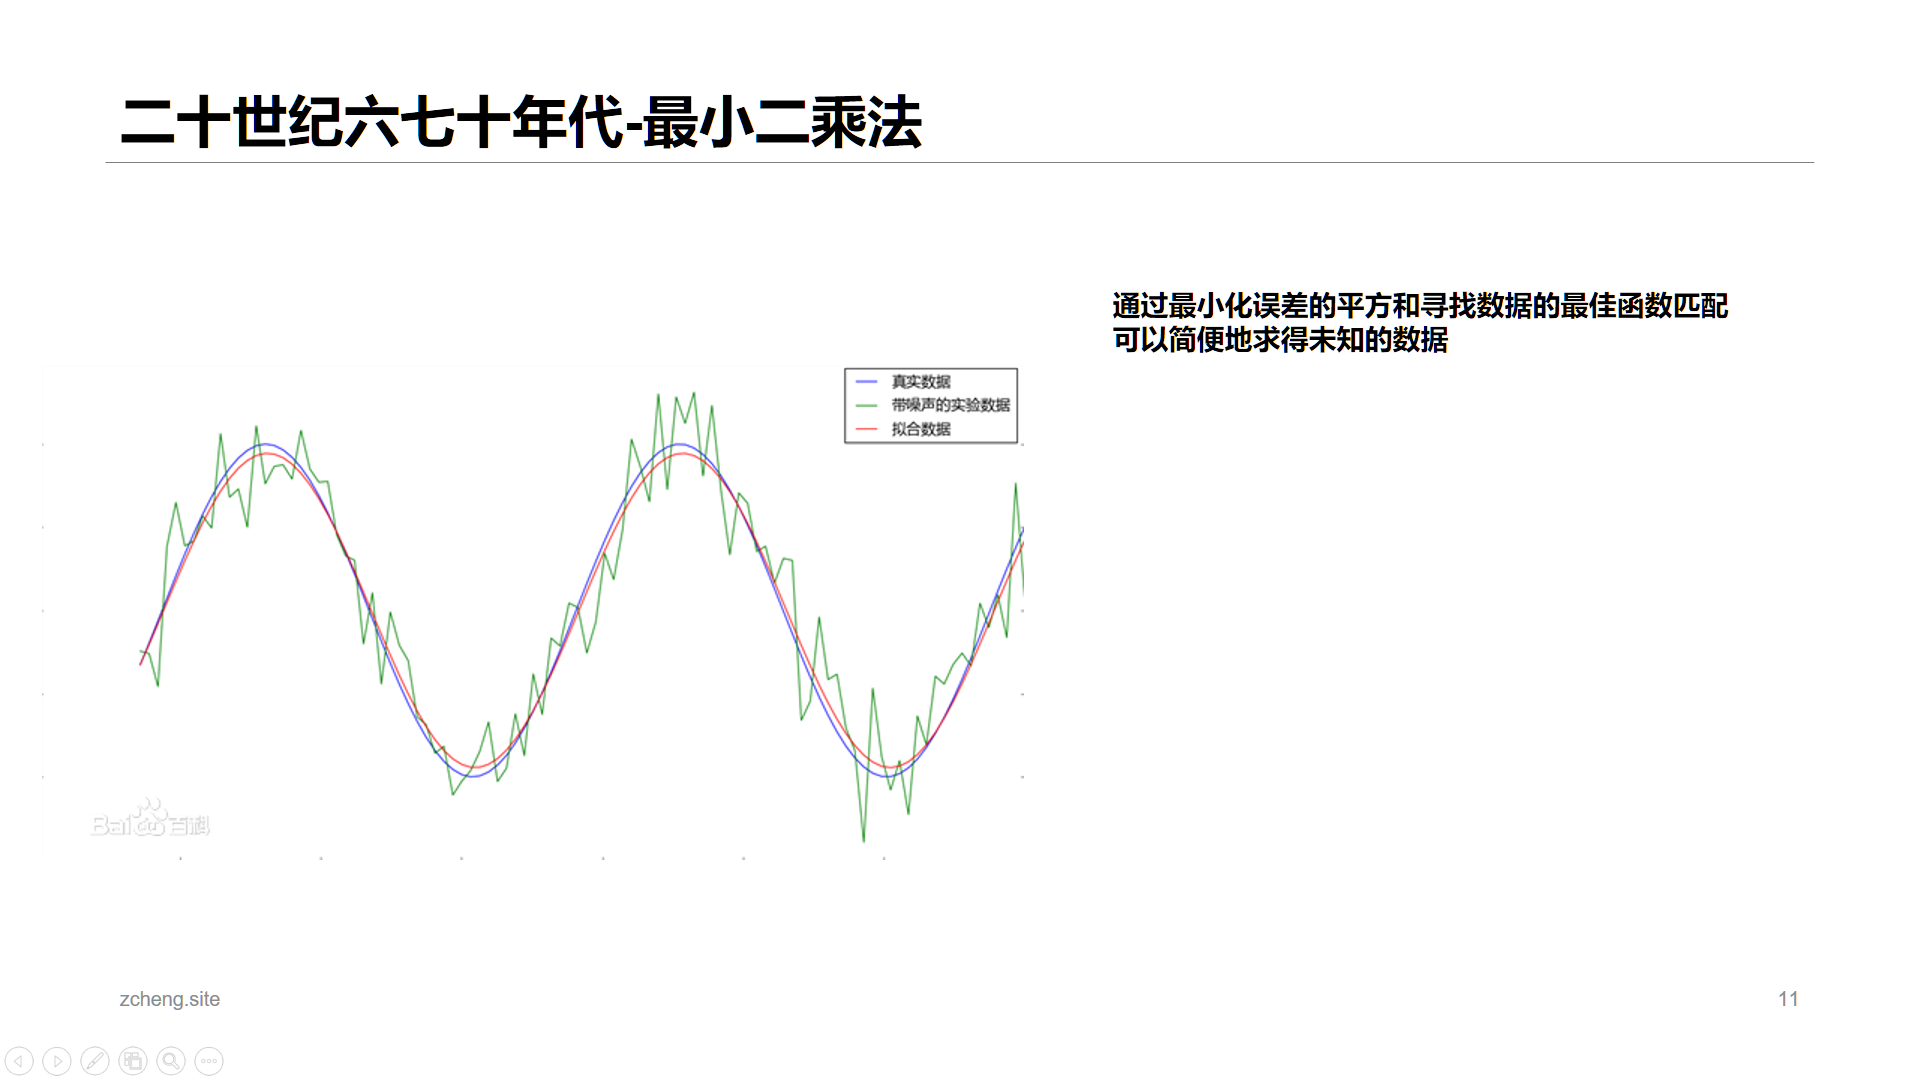 二十世纪六七十年代-最小二乘法
通过最小化误差的平方和寻找数据的最佳函数匹配
可以简便地求得未知的数据
真实数据
带噪声的实验数据
拟合数据
Bai du 百科
zcheng.site
11